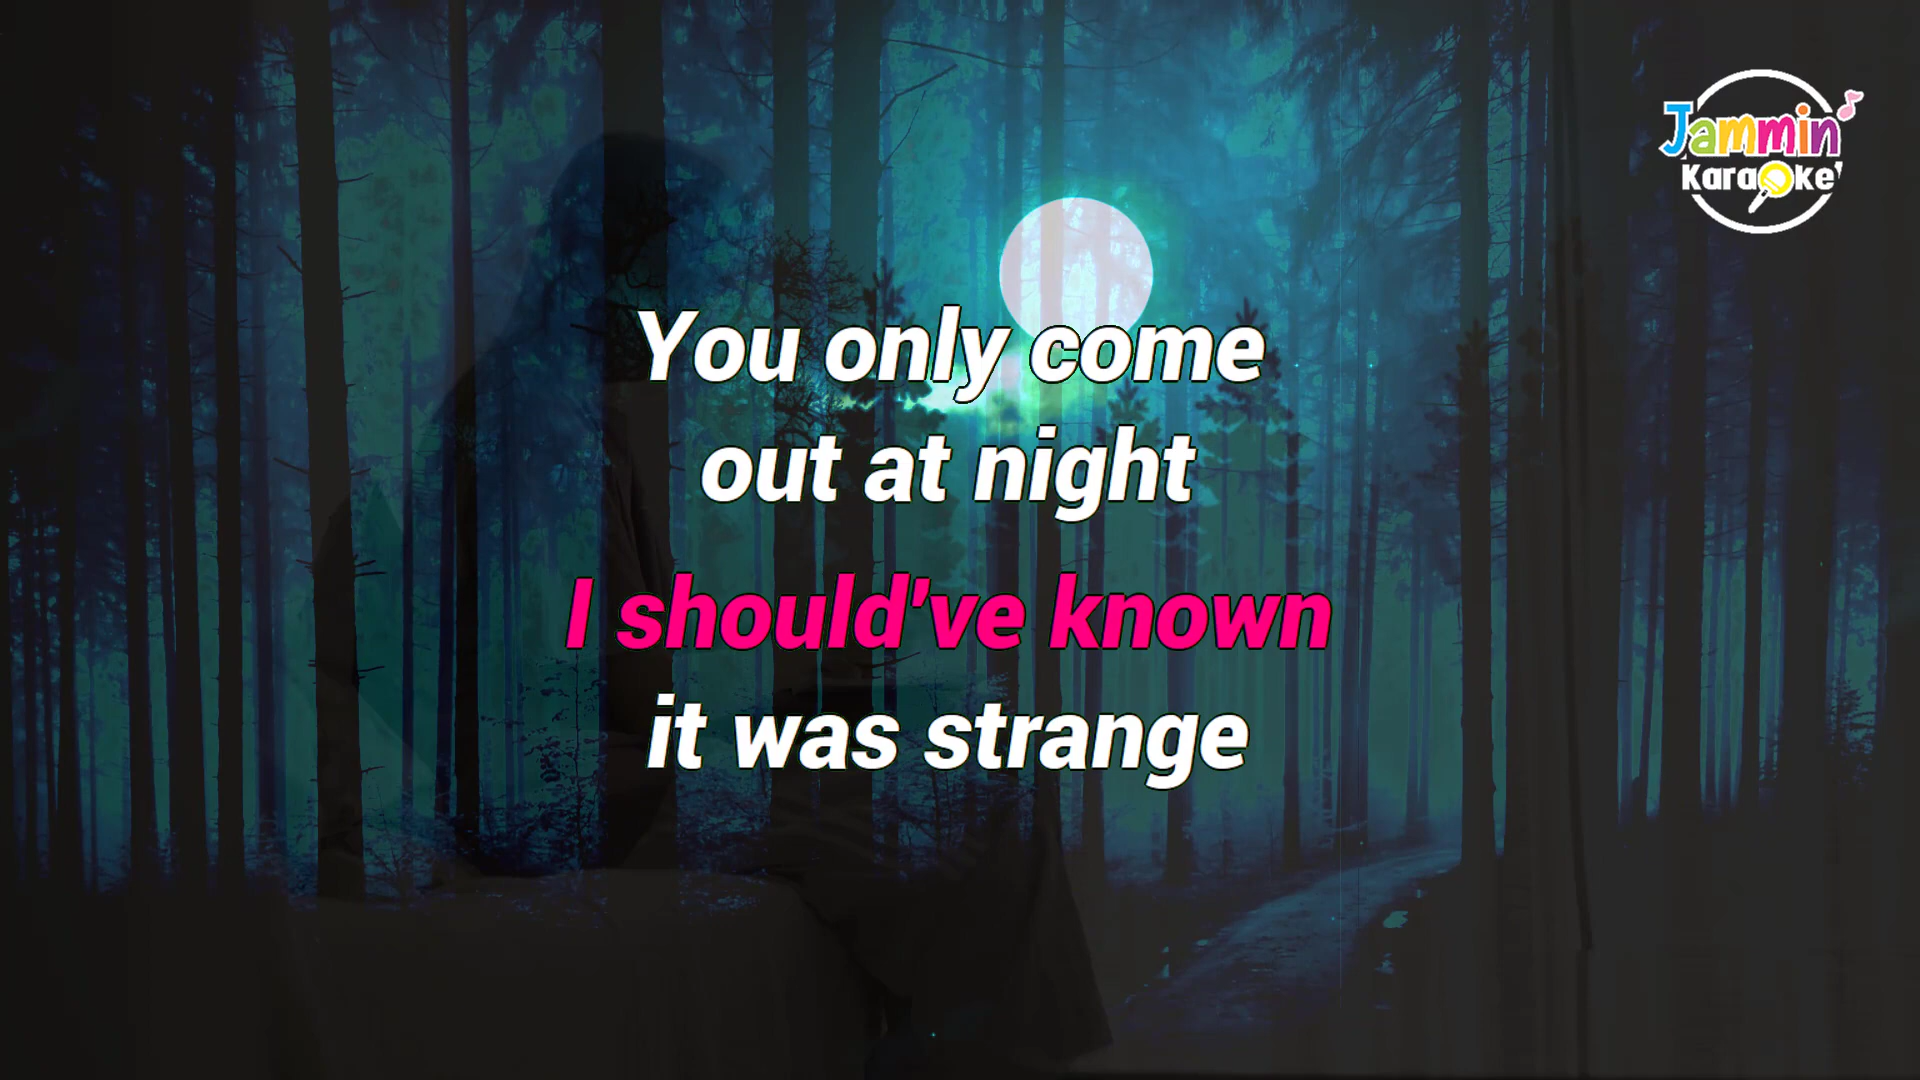 Jammin'
Karaoke'
You only come
out at night
I should've known
it was strange